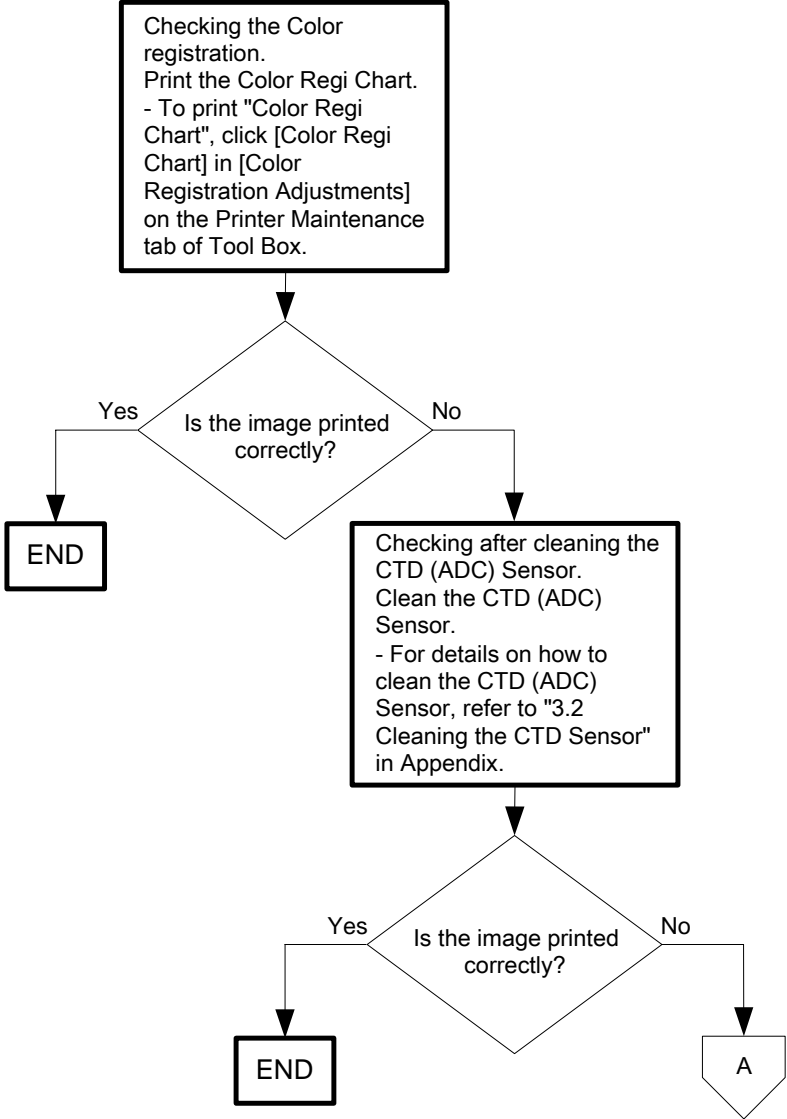 Checking the Color
registration.
Print the Color Regi Chart.
- To print "Color Regi
Chart", click [Color Regi
Chart] in [Color
Registration Adjustments]
on the Printer Maintenance
tab of Tool Box.
Yes
No
Is the image printed
correctly?
END
Checking after cleaning the
CTD (ADC) Sensor.
Clean the CTD (ADC)
Sensor.
- For details on how to
clean the CTD (ADC)
Sensor, refer to "3.2
Cleaning the CTD Sensor"
in Appendix.
Yes
No
Is the image printed
correctly?
END
A